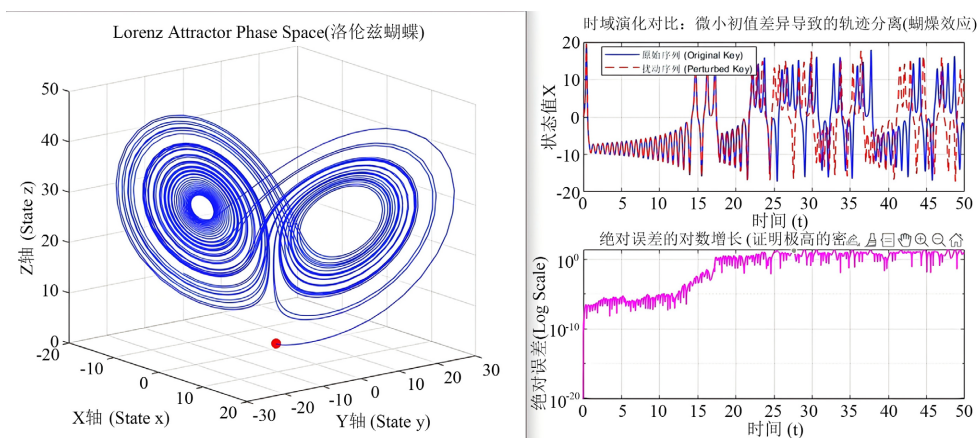 Lorenz Attractor Phase Space(洛伦兹蝴蝶)
50
40
30
20
10
0
Z轴 (State z)
-20
-10
0
10
20
X轴 (State x)
-30
-20
-10
0
10
20
30
Y轴 (State y)
时域演化对比：微小初值差异导致的轨迹分离(蝴燥效应)
原始序列 (Original Key)
扰动序列 (Perturbed Key)
20
10
0
-10
-20
状态值X
0 5 10 15 20 25 30 35 40 45 50
时间 (t)
绝对误差的对数增长 (证明极高的密
10^0
10^-10
10^-20
绝对误差(Log Scale)
0 5 10 15 20 25 30 35 40 45 50
时间 (t)